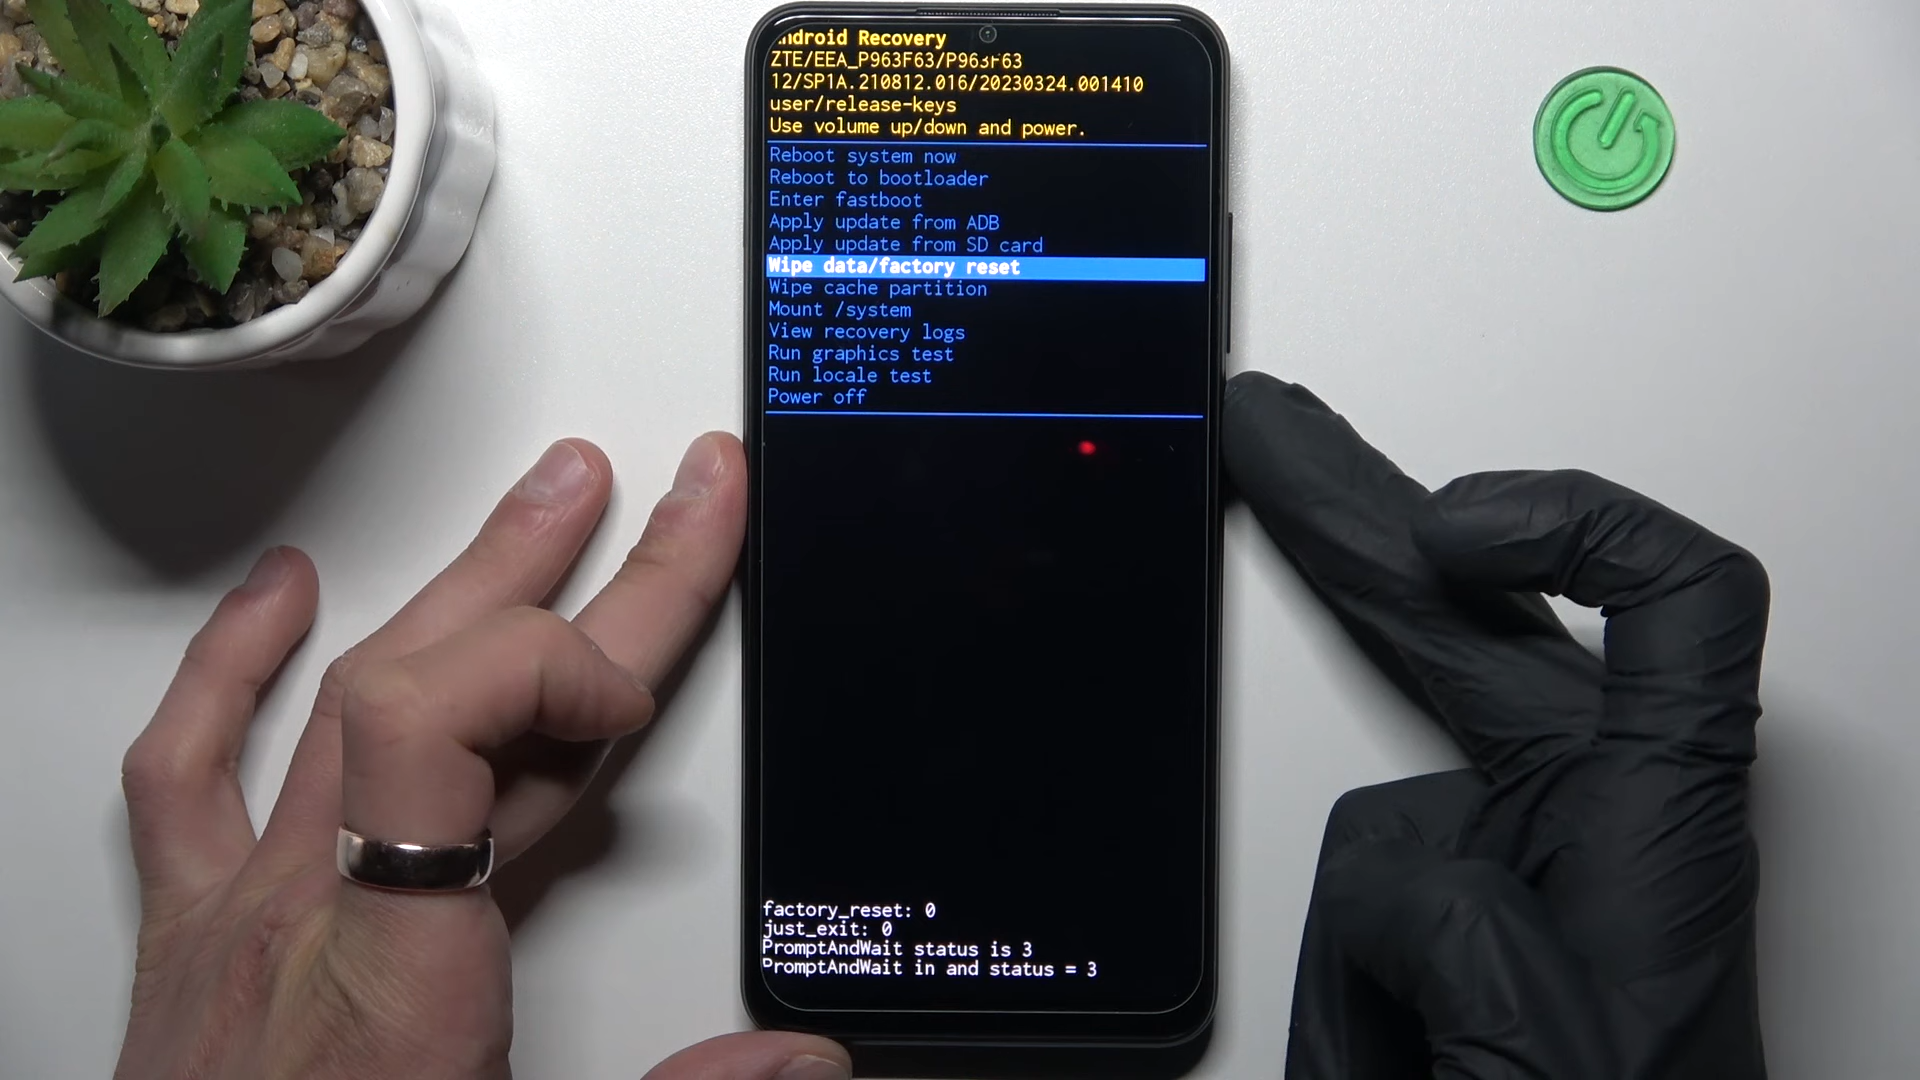 Android Recovery
ZTE/EEA_P963F63/P963F63
12/SP1A.210812.016/20230324.001410
user/release-keys
Use volume up/down and power.
Reboot system now
Reboot to bootloader
Enter fastboot
Apply update from ADB
Apply update from SD card
Wipe data/factory reset
Wipe cache partition
Mount /system
View recovery logs
Run graphics test
Run locale test
Power off
factory_reset: 0
just_exit: 0
PromptAndWait status is 3
PromptAndWait in and status = 3